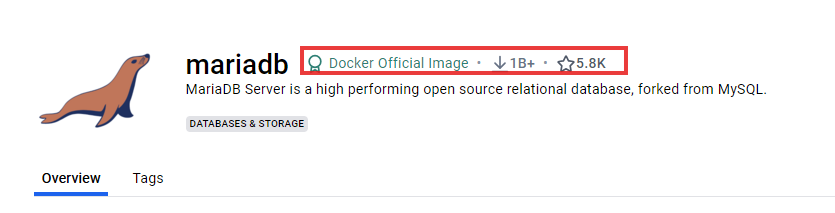 mariadb Docker Official Image · 1B+ · 5.8K
MariaDB Server is a high performing open source relational database, forked from MySQL.
DATABASES & STORAGE
Overview Tags